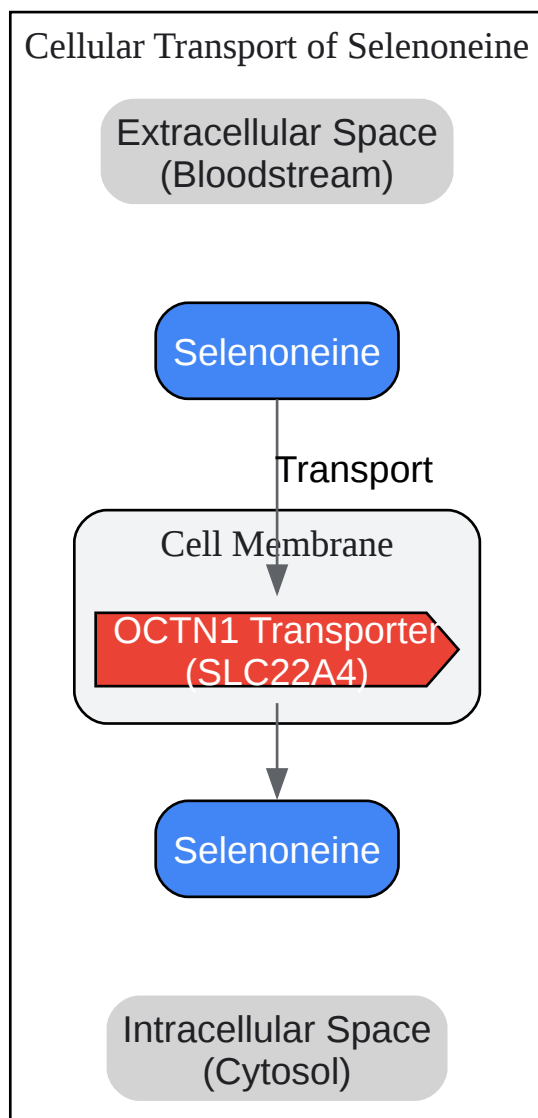 Cellular Transport of Selenoneine
Extracellular Space
(Bloodstream)
Selenoneine
Transport
Cell Membrane
OCTN1 Transporter
(SLC22A4)
Selenoneine
Intracellular Space
(Cytosol)